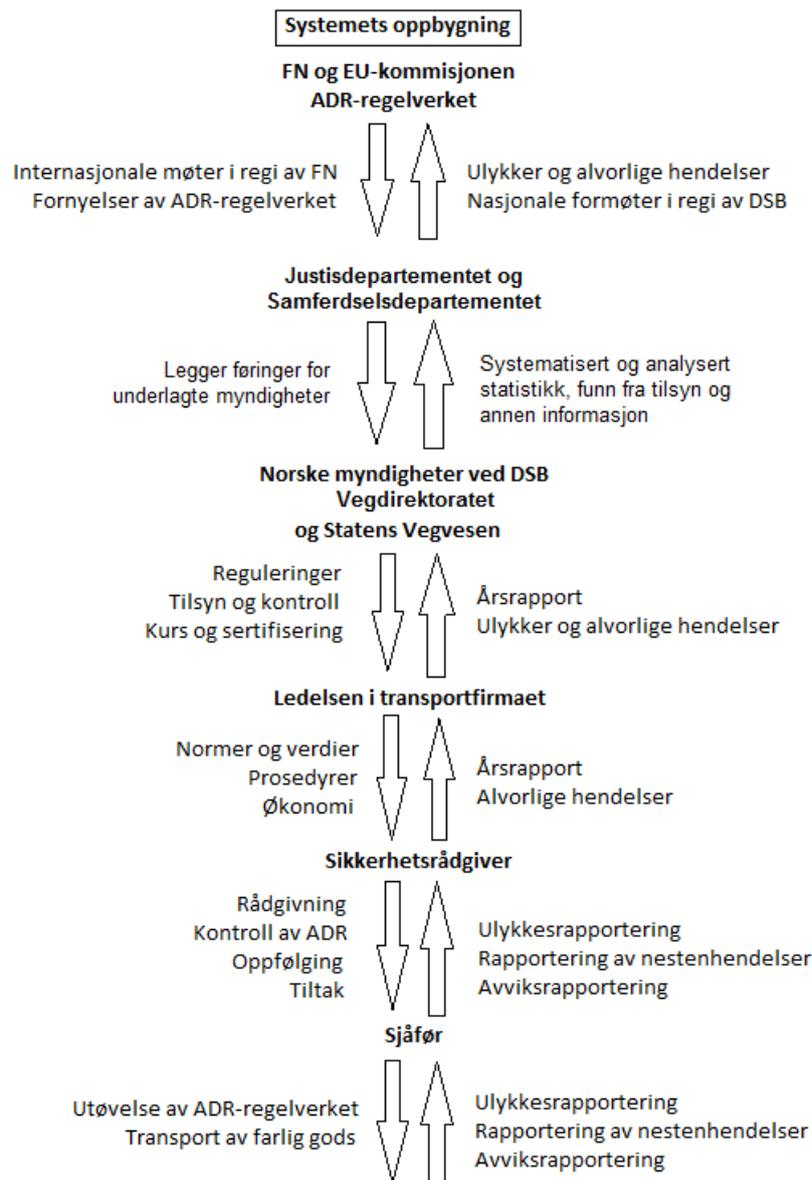 Systemets oppbygning
FN og EU-kommisjonen
ADR-regelverket
Internasjonale møter i regi av FN
Fornyelser av ADR-regelverket
Ulykker og alvorlige hendelser
Nasjonale formøter i regi av DSB
Justisdepartementet og
Samferdselsdepartementet
Legger føringer for
underlagte myndigheter
Systematisert og analysert
statistikk, funn fra tilsyn og
annen informasjon
Norske myndigheter ved DSB
Vegdirektoratet
og Statens Vegvesen
Reguleringer
Tilsyn og kontroll
Kurs og sertifisering
Årsrapport
Ulykker og alvorlige hendelser
Ledelsen i transportfirmaet
Normer og verdier
Prosedyrer
Økonomi
Årsrapport
Alvorlige hendelser
Sikkerhetsrådgiver
Rådgivning
Kontroll av ADR
Oppfølging
Tiltak
Ulykkesrapportering
Rapportering av nestenhendelser
Avviksrapportering
Sjåfør
Utøvelse av ADR-regelverket
Transport av farlig gods
Ulykkesrapportering
Rapportering av nestenhendelser
Avviksrapportering